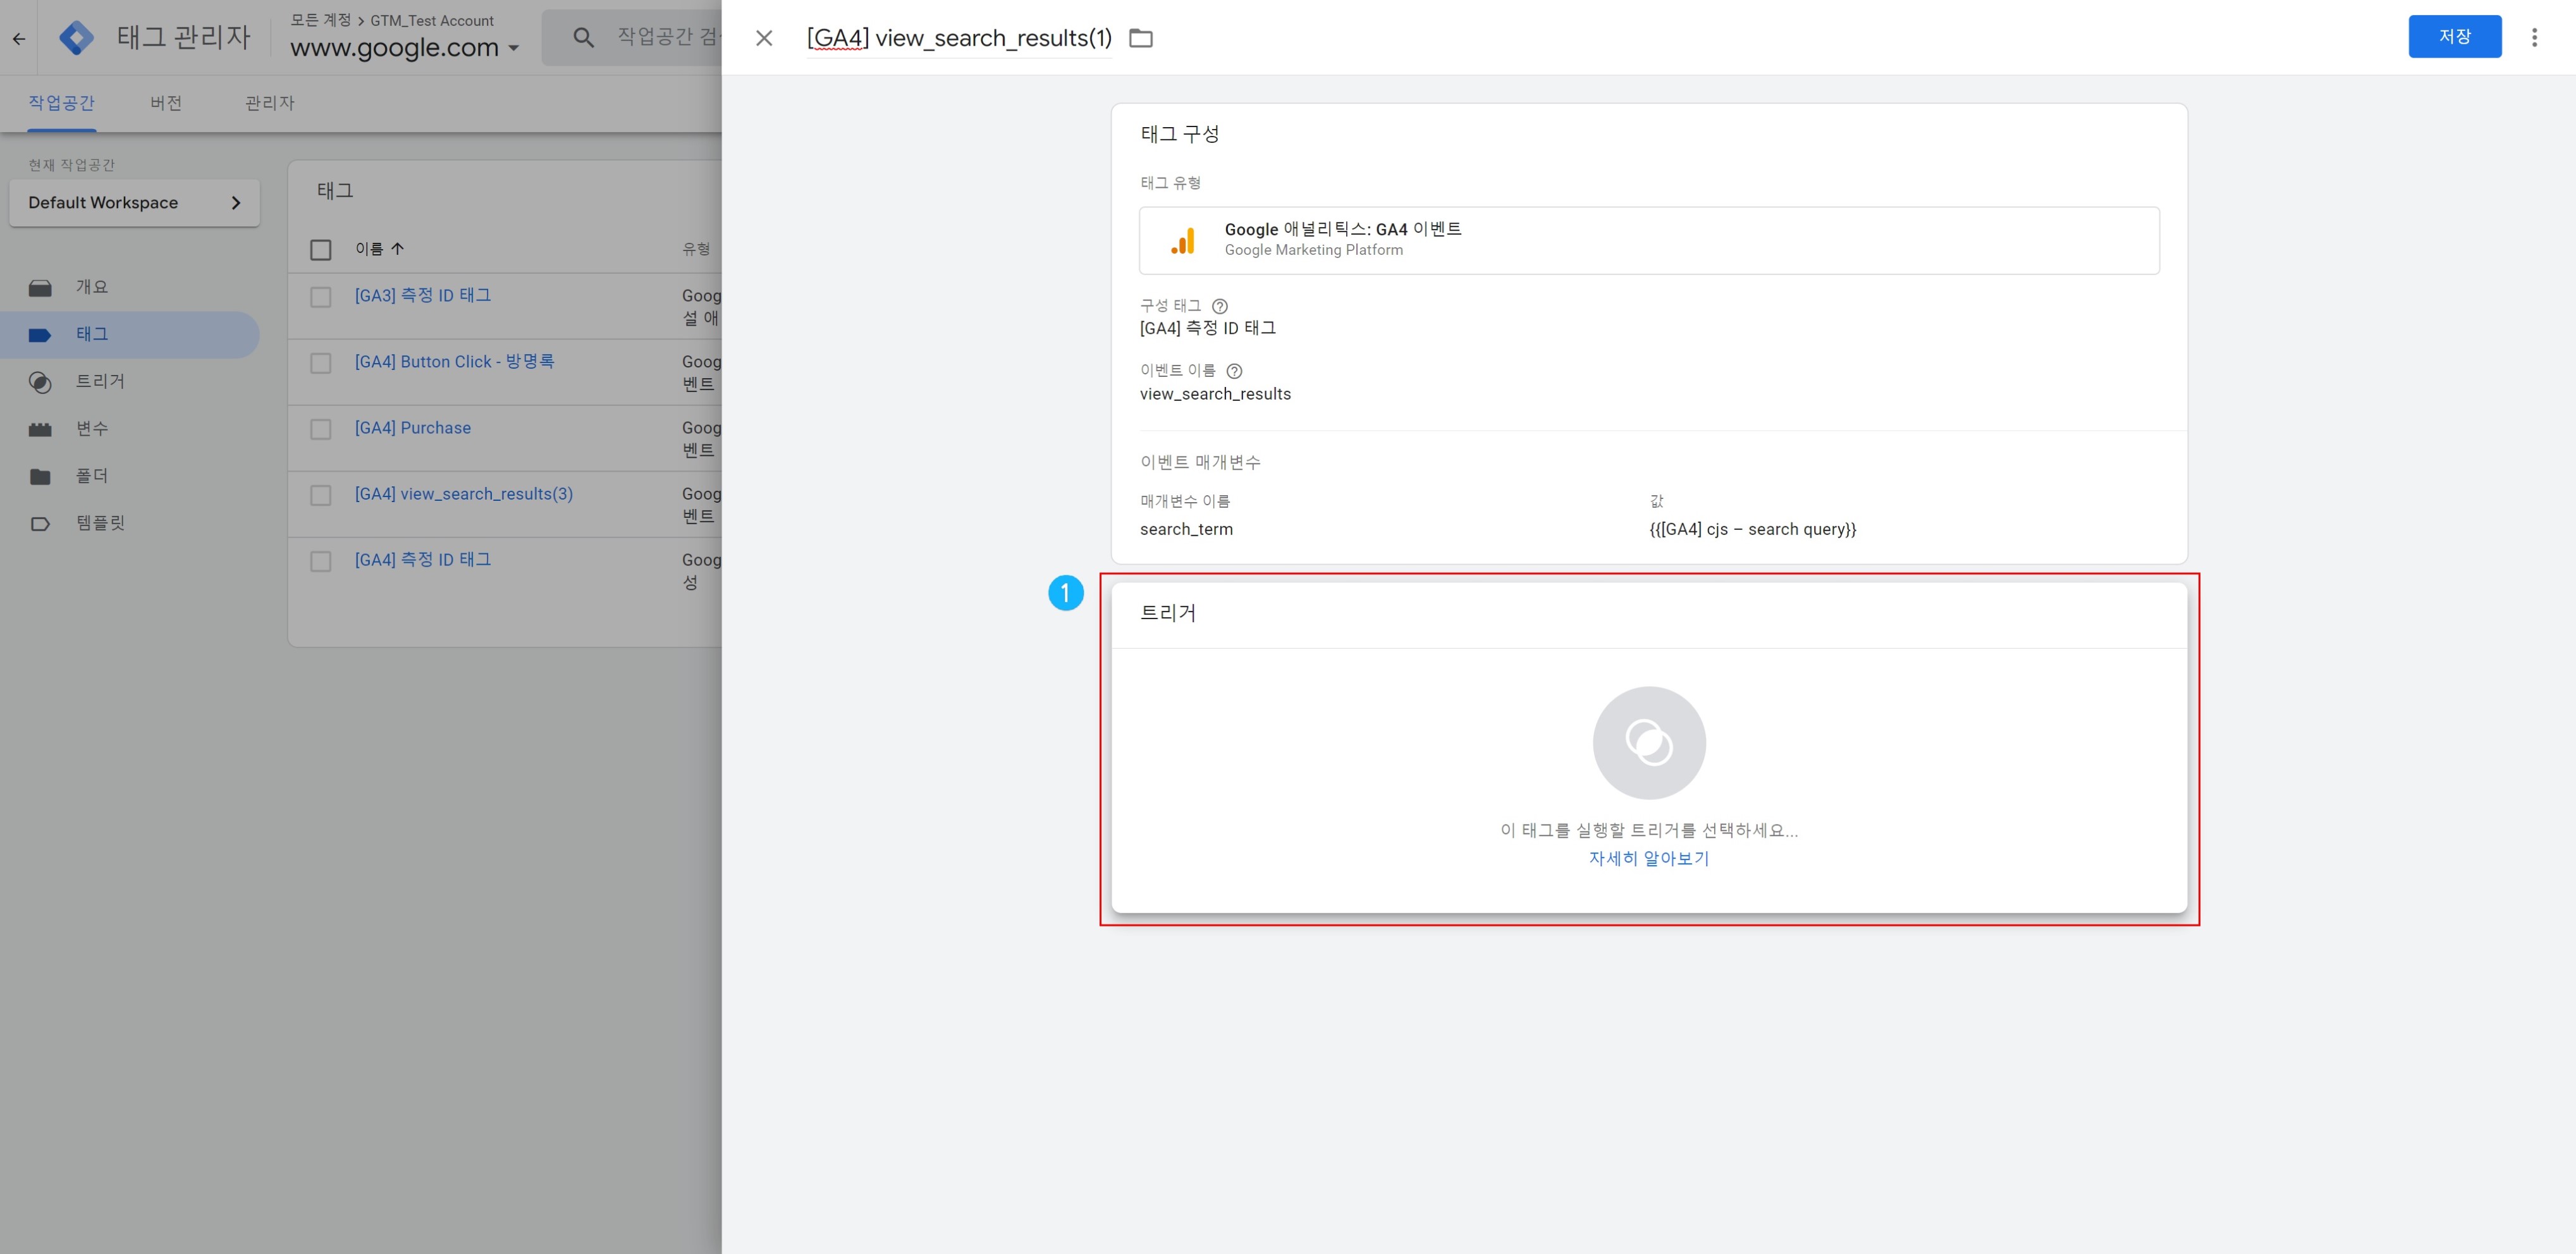 태그 관리자
모든 계정 > GTM_Test Account
www.google.com
작업공간 검
[GA4] view_search_results(1)
저장
작업공간
버전
관리자
현재 작업공간
Default Workspace
개요
태그
트리거
변수
폴더
템플릿
태그
이름
유형
[GA3] 측정 ID 태그
Goog
설 애
[GA4] Button Click - 방명록
Goog
벤트
[GA4] Purchase
Goog
벤트
[GA4] view_search_results(3)
Goog
벤트
[GA4] 측정 ID 태그
Goog
성
태그 구성
태그 유형
Google 애널리틱스: GA4 이벤트
Google Marketing Platform
구성 태그
[GA4] 측정 ID 태그
이벤트 이름
view_search_results
이벤트 매개변수
매개변수 이름
값
search_term
{{[GA4] cjs – search query}}
1
트리거
이 태그를 실행할 트리거를 선택하세요...
자세히 알아보기